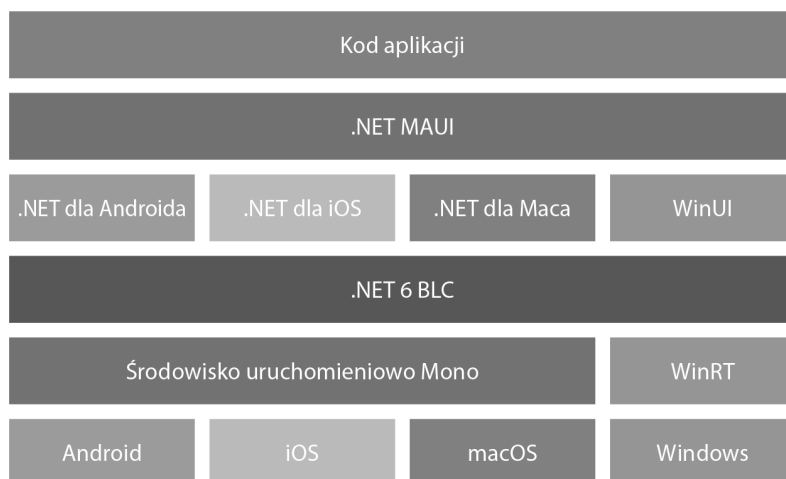 Kod aplikacji
.NET MAUI
.NET dla Androida
.NET dla iOS
.NET dla Maca
WinUI
.NET 6 BLC
Środowisko uruchomieniowo Mono
WinRT
Android
iOS
macOS
Windows